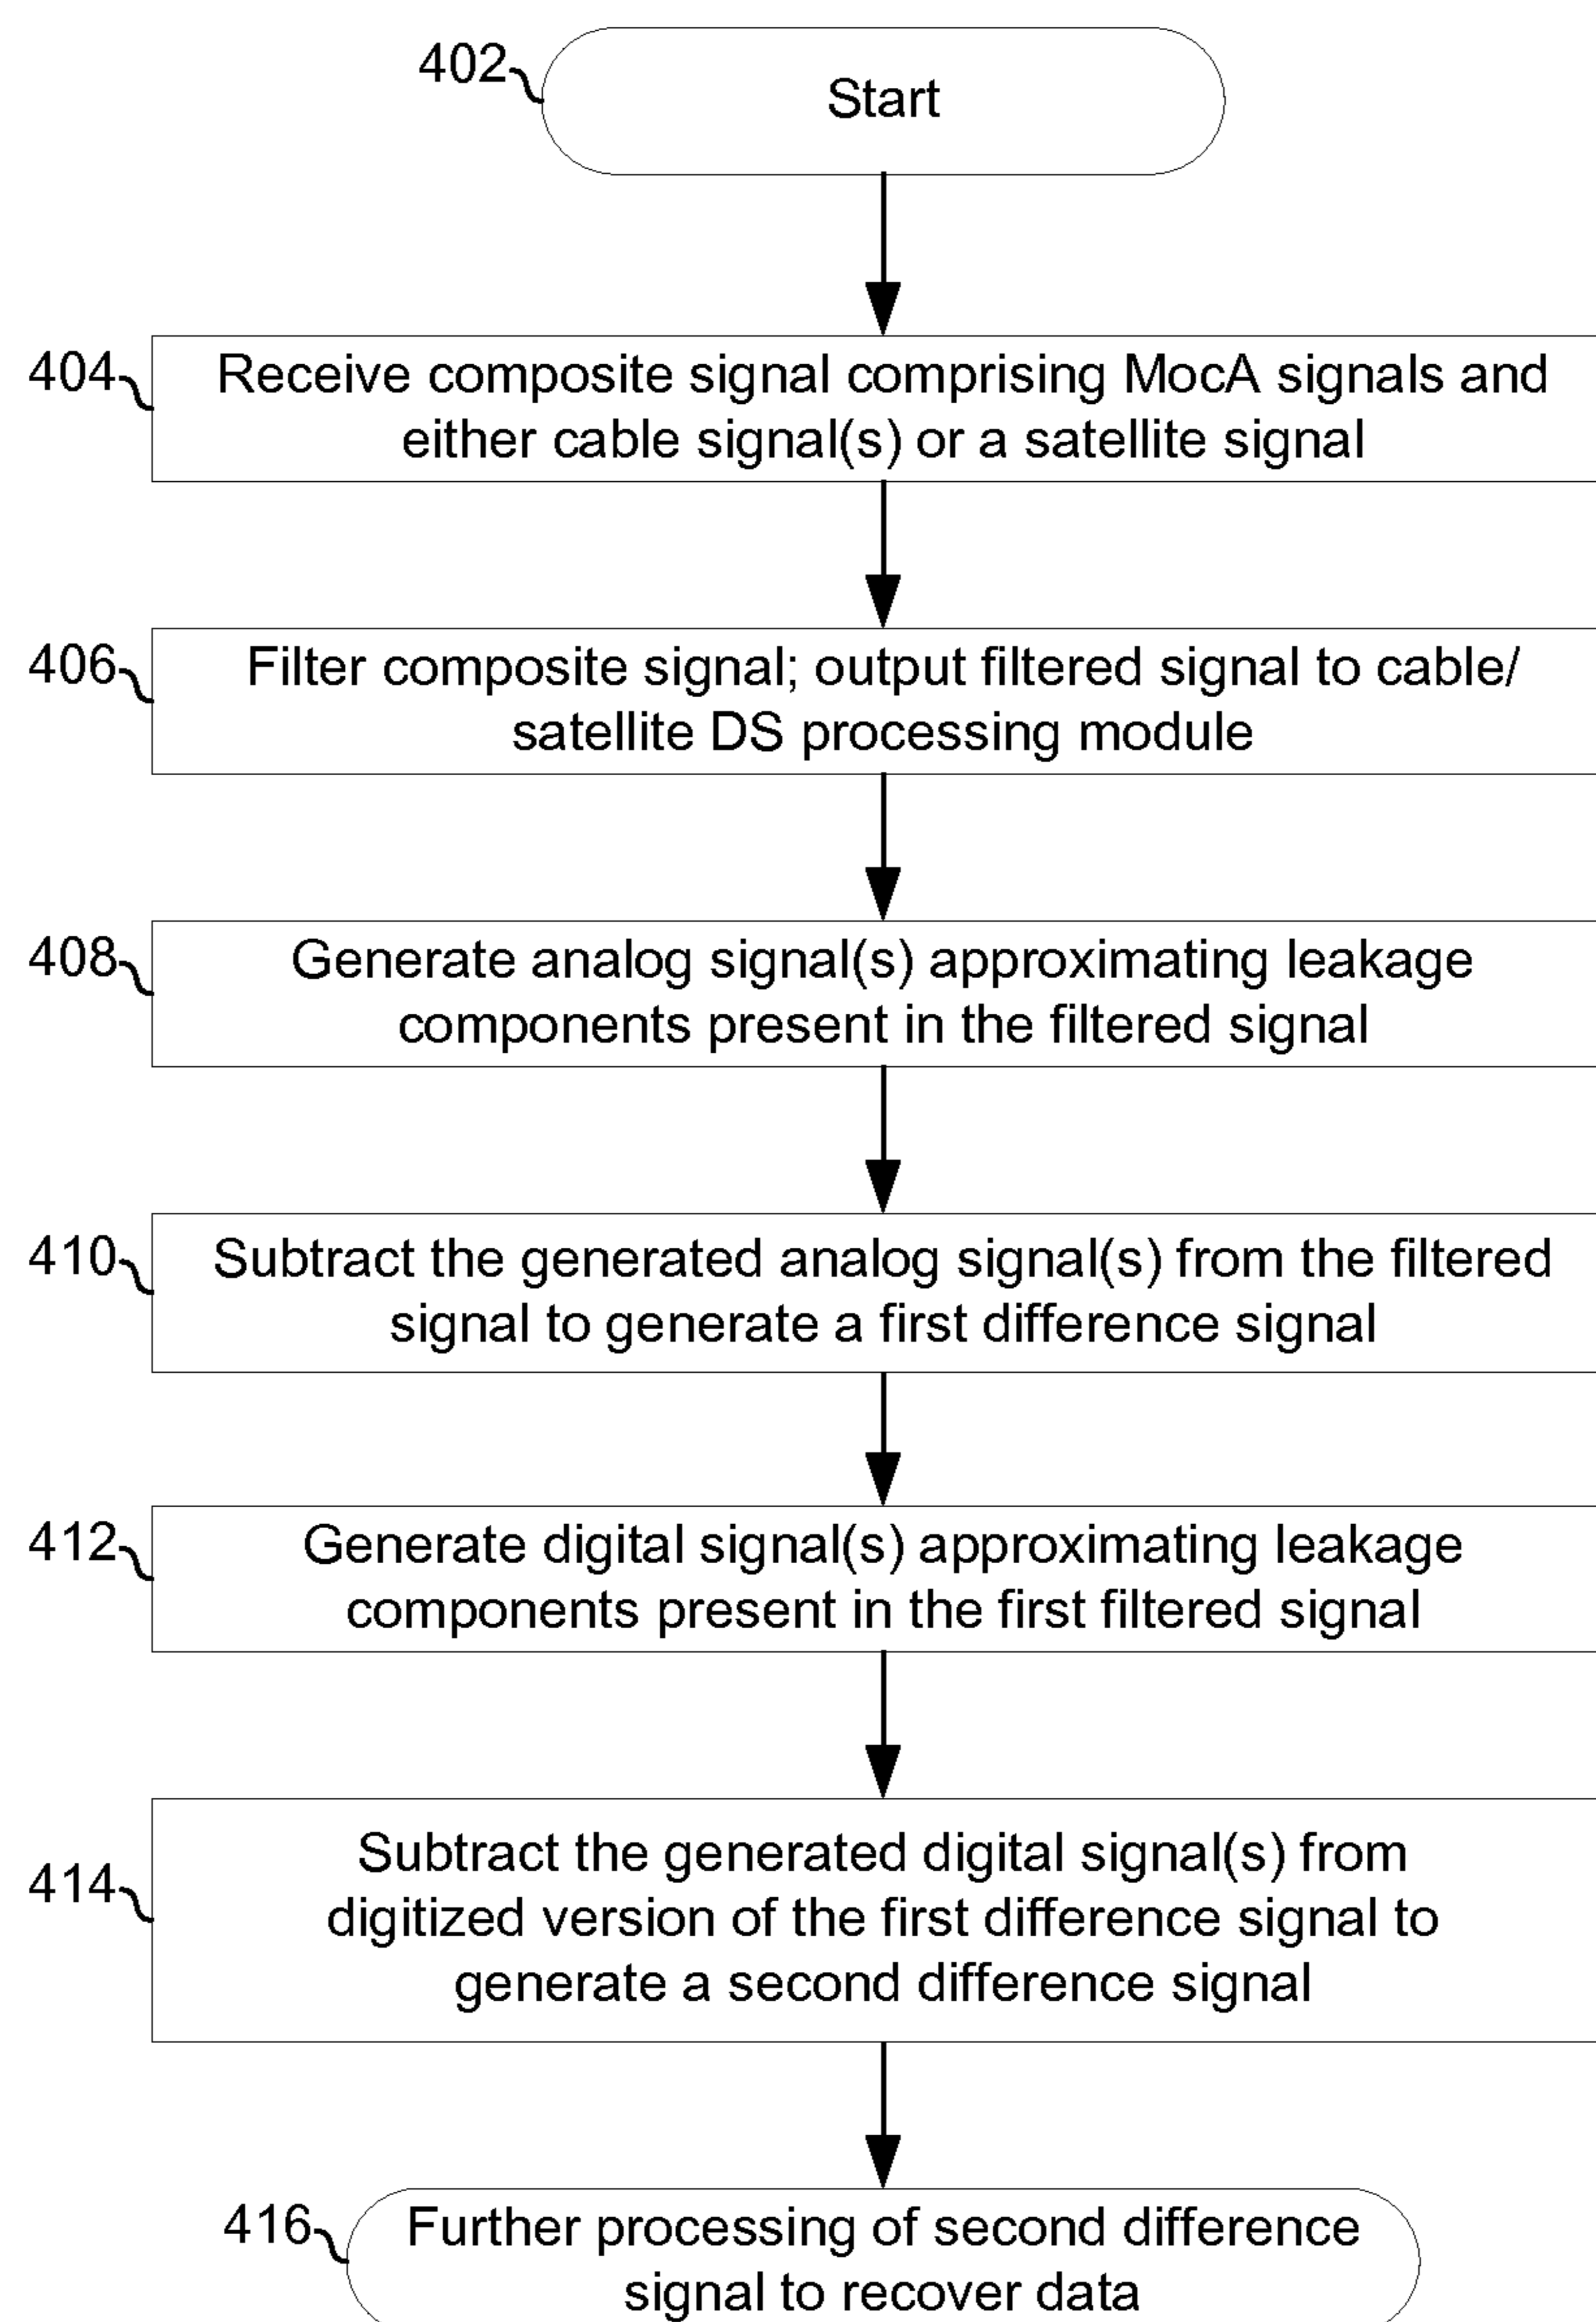 402
Start
404
Receive composite signal comprising MocA signals and
either cable signal(s) or a satellite signal
406
Filter composite signal; output filtered signal to cable/
satellite DS processing module
408
Generate analog signal(s) approximating leakage
components present in the filtered signal
410
Subtract the generated analog signal(s) from the filtered
signal to generate a first difference signal
412
Generate digital signal(s) approximating leakage
components present in the first filtered signal
414
Subtract the generated digital signal(s) from
digitized version of the first difference signal to
generate a second difference signal
416
Further processing of second difference
signal to recover data